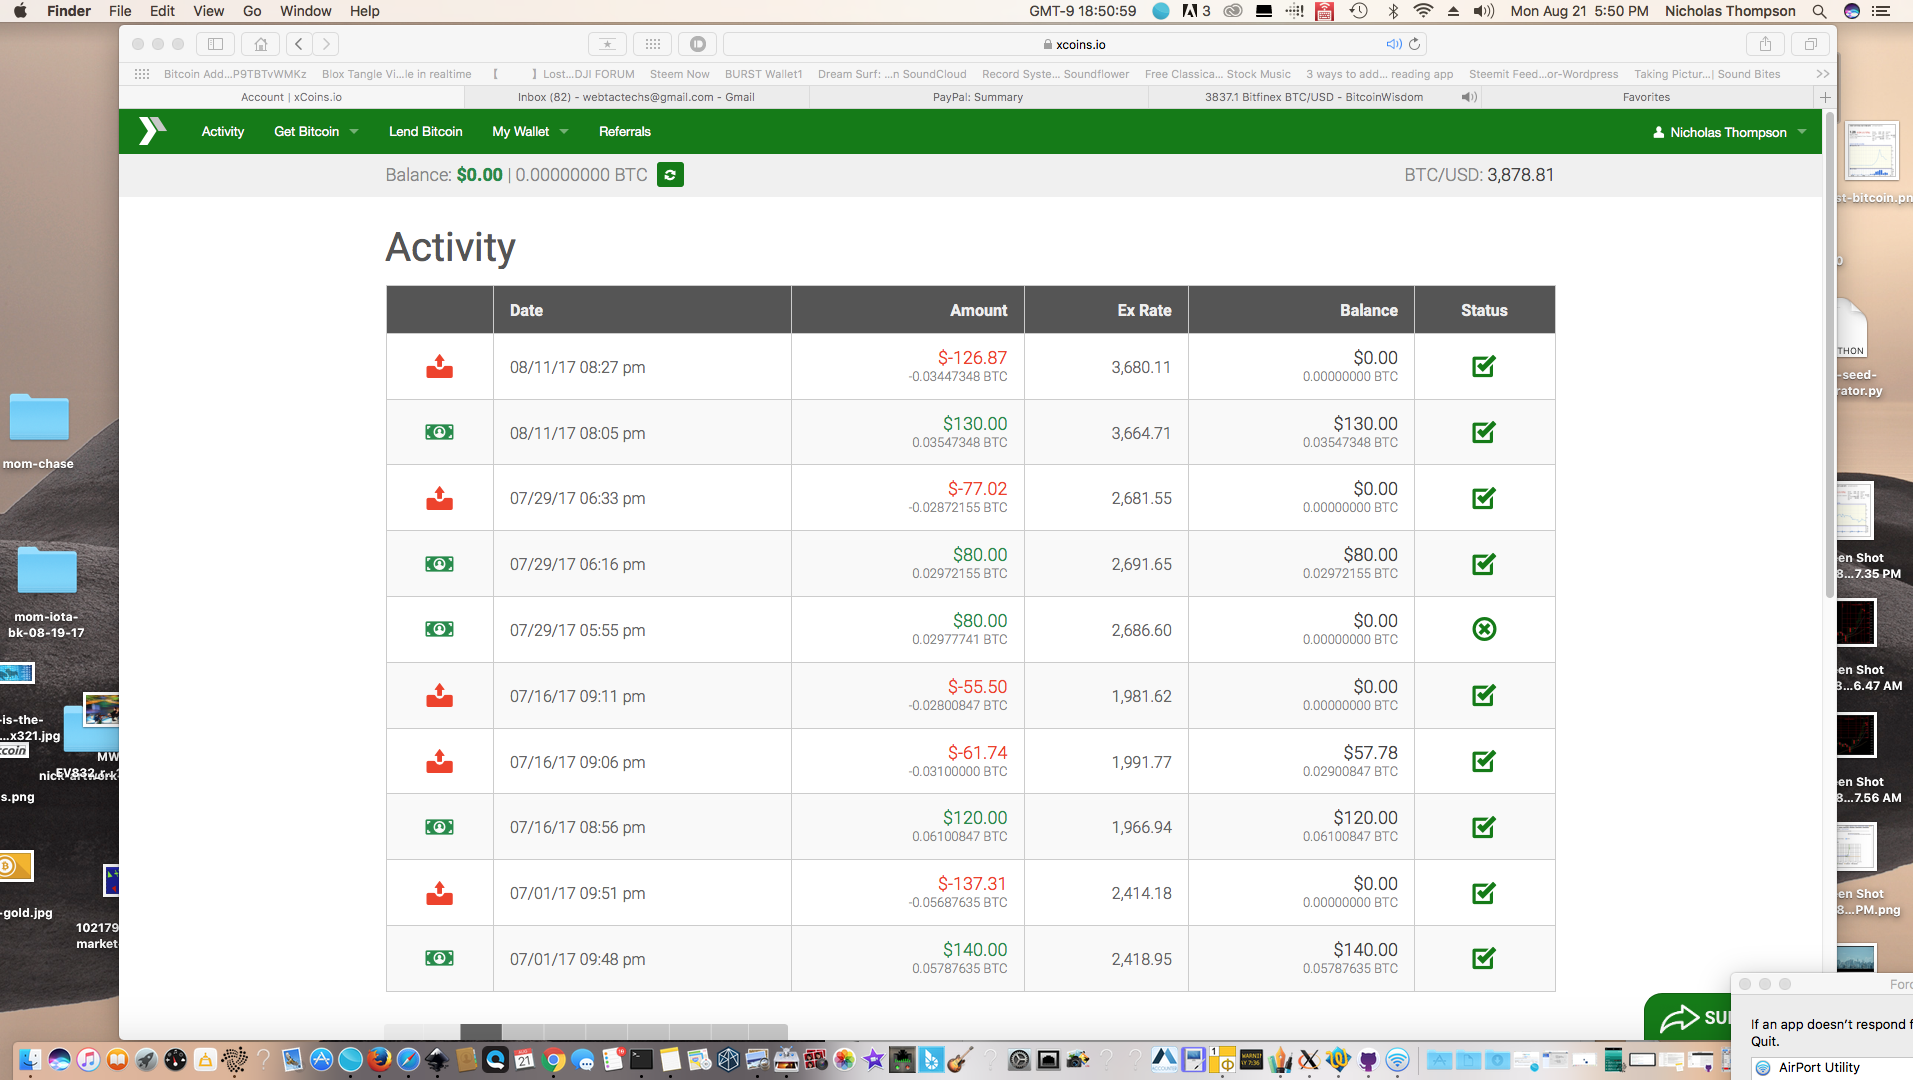 Finder File Edit View Go Window Help GMT-9 18:50:59 3 Mon Aug 21 5:50 PM Nicholas Thompson
xcoins.io
Bitcoin Add...P9TBTvWMKz Blox Tangle Vi...le in realtime 【 】Lost...DJI FORUM Steem Now BURST Wallet1 Dream Surf: ...n SoundCloud Record Syste... Soundflower Free Classica... Stock Music 3 ways to add... reading app Steemit Feed...or-Wordpress Taking Pictur...| Sound Bites >>
Account | xCoins.io Inbox (82) - webtactechs@gmail.com - Gmail PayPal: Summary 3837.1 Bitfinex BTC/USD - BitcoinWisdom Favorites
Activity Get Bitcoin Lend Bitcoin My Wallet Referrals Nicholas Thompson
Balance: $0.00 | 0.00000000 BTC BTC/USD: 3,878.81
Activity
Date Amount Ex Rate Balance Status
08/11/17 08:27 pm $-126.87 3,680.11 $0.00
-0.03447348 BTC 0.00000000 BTC
08/11/17 08:05 pm $130.00 3,664.71 $130.00
0.03547348 BTC 0.03547348 BTC
07/29/17 06:33 pm $-77.02 2,681.55 $0.00
-0.02872155 BTC 0.00000000 BTC
07/29/17 06:16 pm $80.00 2,691.65 $80.00
0.02972155 BTC 0.02972155 BTC
07/29/17 05:55 pm $80.00 2,686.60 $0.00
0.02977741 BTC 0.00000000 BTC
07/16/17 09:11 pm $-55.50 1,981.62 $0.00
-0.02800847 BTC 0.00000000 BTC
07/16/17 09:06 pm $-61.74 1,991.77 $57.78
-0.03100000 BTC 0.02900847 BTC
07/16/17 08:56 pm $120.00 1,966.94 $120.00
0.06100847 BTC 0.06100847 BTC
07/01/17 09:51 pm $-137.31 2,414.18 $0.00
-0.05687635 BTC 0.00000000 BTC
07/01/17 09:48 pm $140.00 2,418.95 $140.00
0.05787635 BTC 0.05787635 BTC
mom-chase
mom-iota-
bk-08-19-17
-is-the-
...x321.jpg
coin
MW
s.png
-gold.jpg
102179
market-
st-bitcoin.pn
THON
-seed-
rator.py
en Shot
8...7.35 PM
en Shot
8...6.47 AM
en Shot
8...7.56 AM
en Shot
8...PM.png
SU
Forc
If an app doesn't respond f
Quit.
AirPort Utility